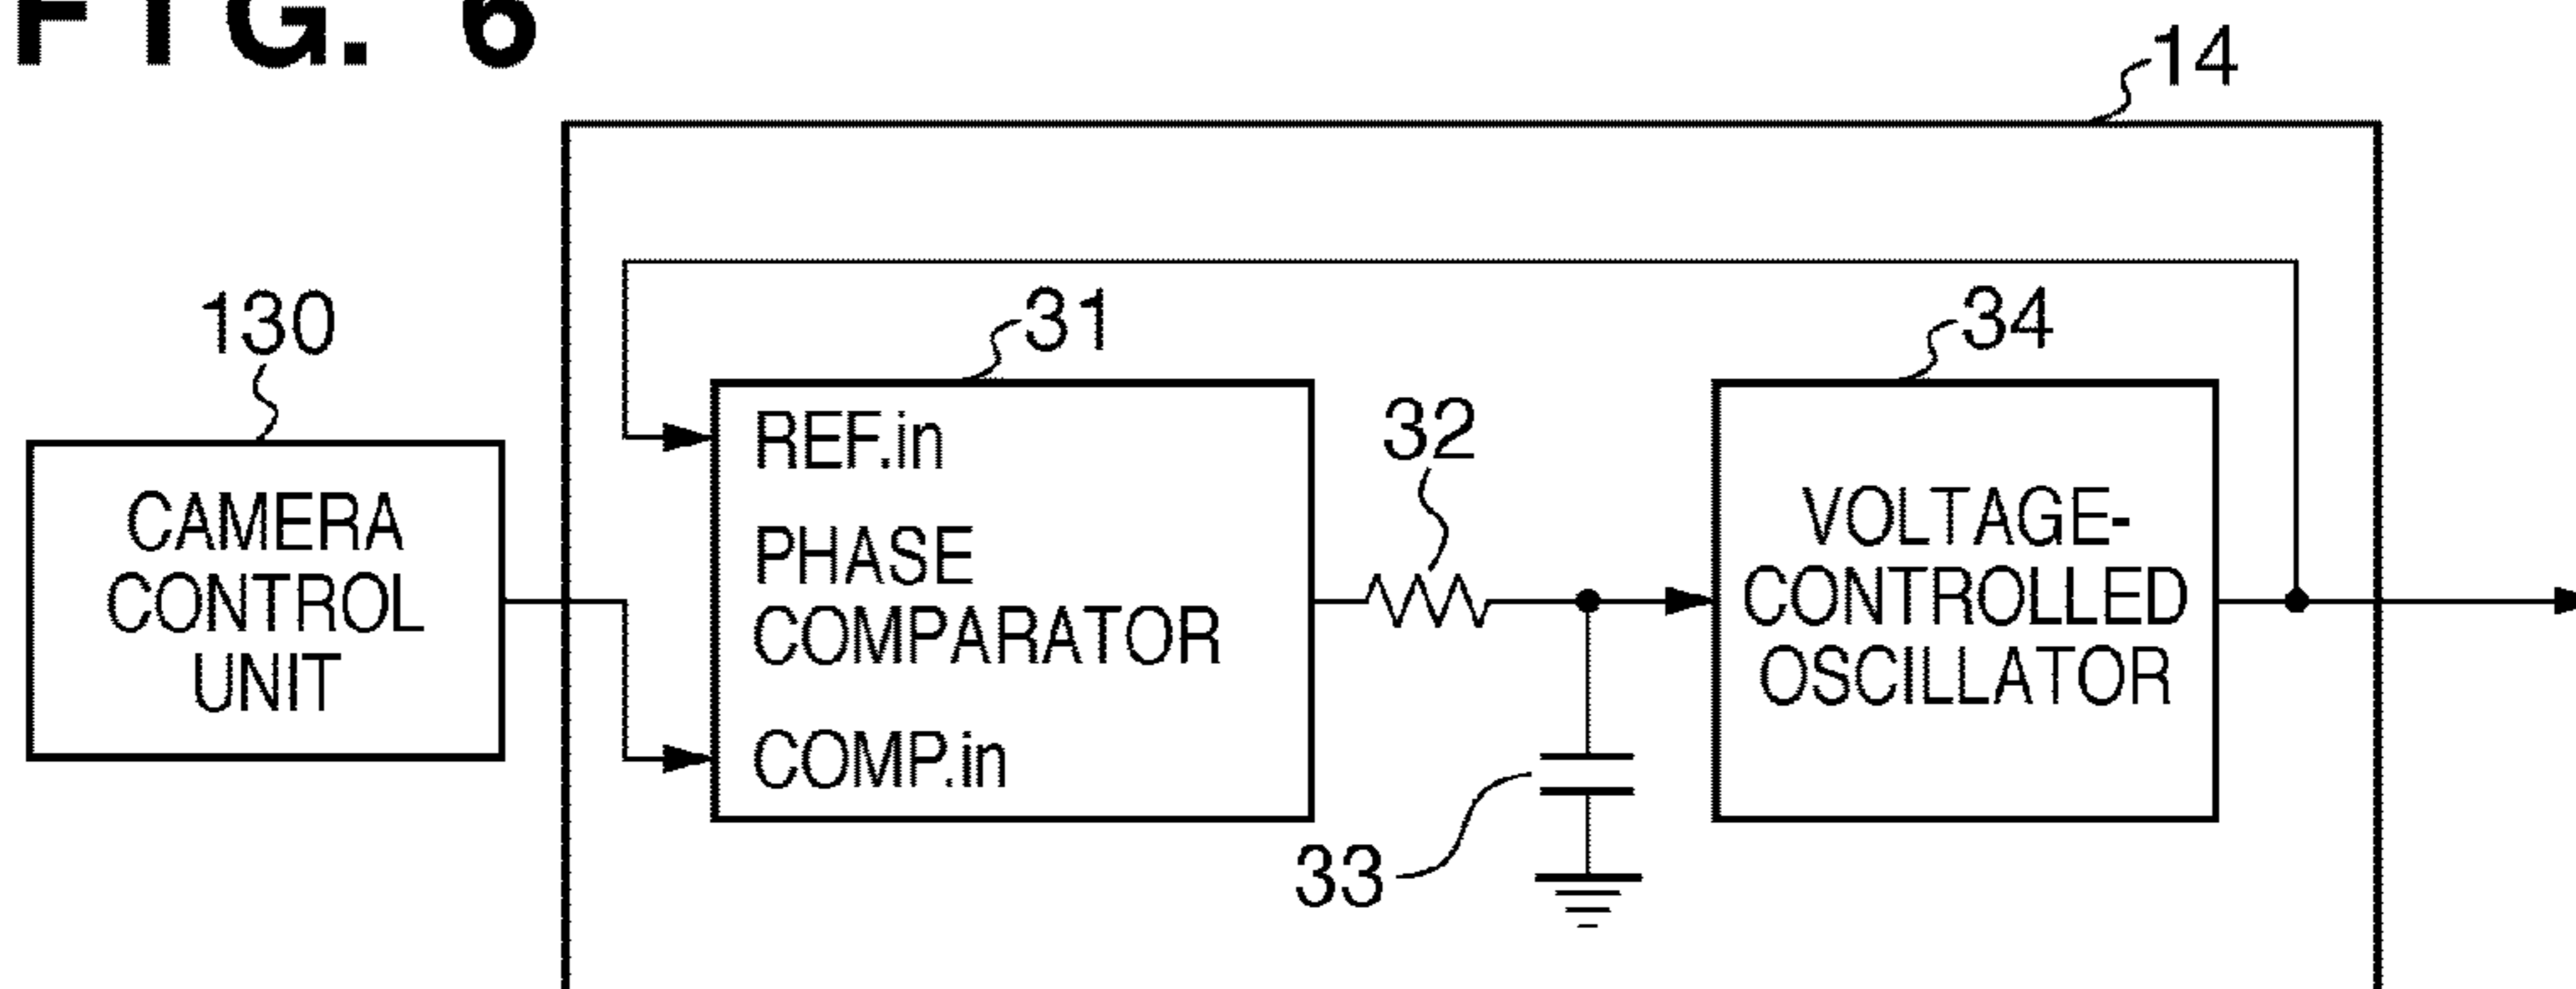 FIG. 6
14
130
31
34
32
REF.in
CAMERA
CONTROL
UNIT
PHASE
COMPARATOR
VOLTAGE-
CONTROLLED
OSCILLATOR
COMP.in
33